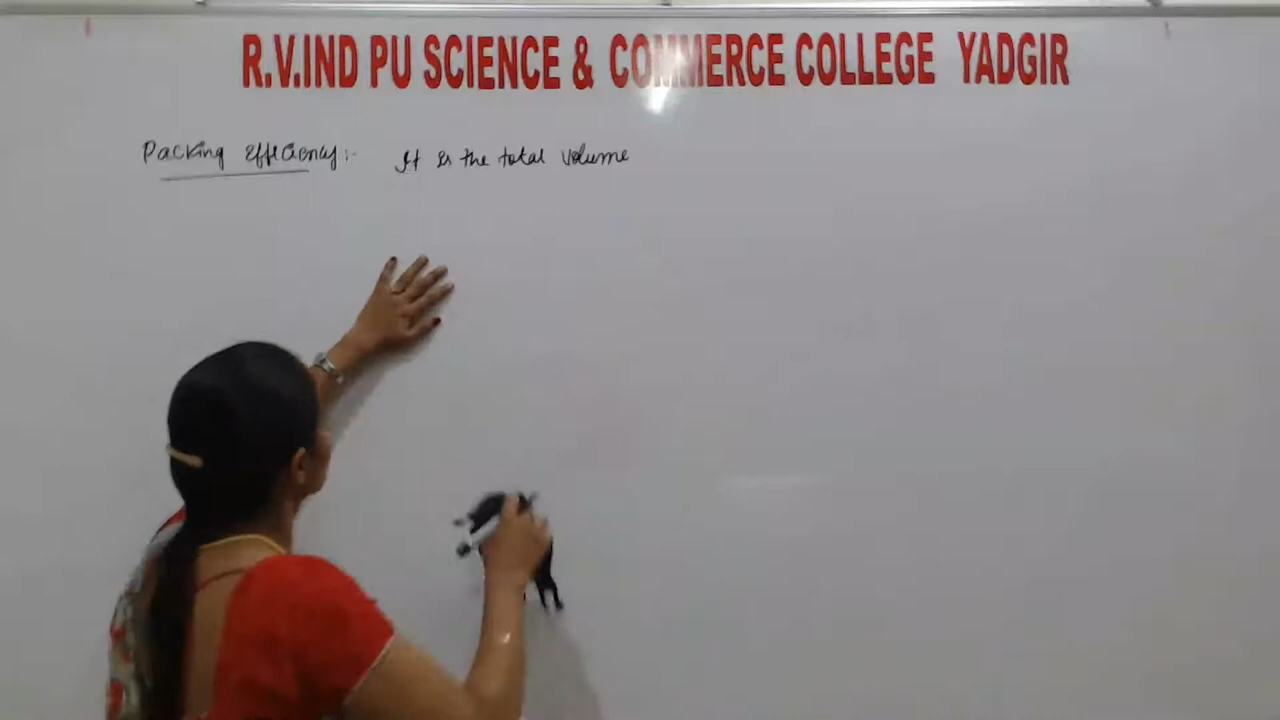 R.V.IND PU SCIENCE & COMMERCE COLLEGE YADGIR
Packing Efficiency:- It is the total volume